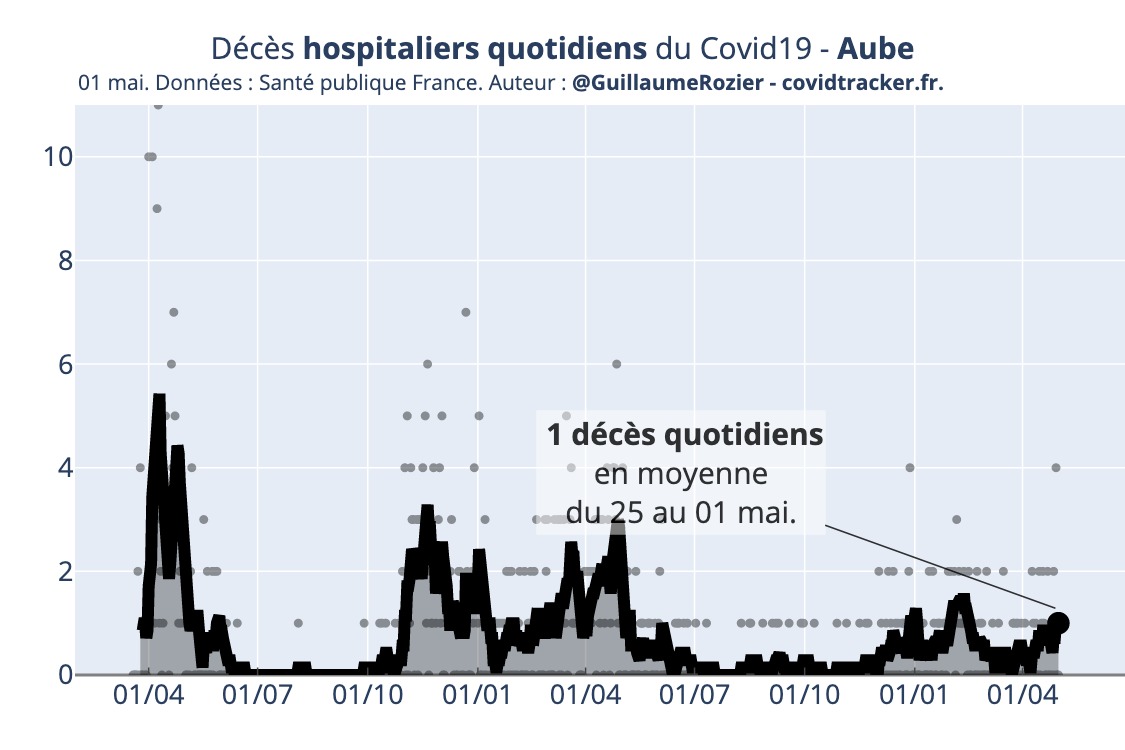 Décès hospitaliers quotidiens du Covid19 - Aube
01 mai. Données : Santé publique France. Auteur : @GuillaumeRozier - covidtracker.fr.
10
8
6
4
2
0
1 décès quotidiens
en moyenne
du 25 au 01 mai.
01/04 01/07 01/10 01/01 01/04 01/07 01/10 01/01 01/04